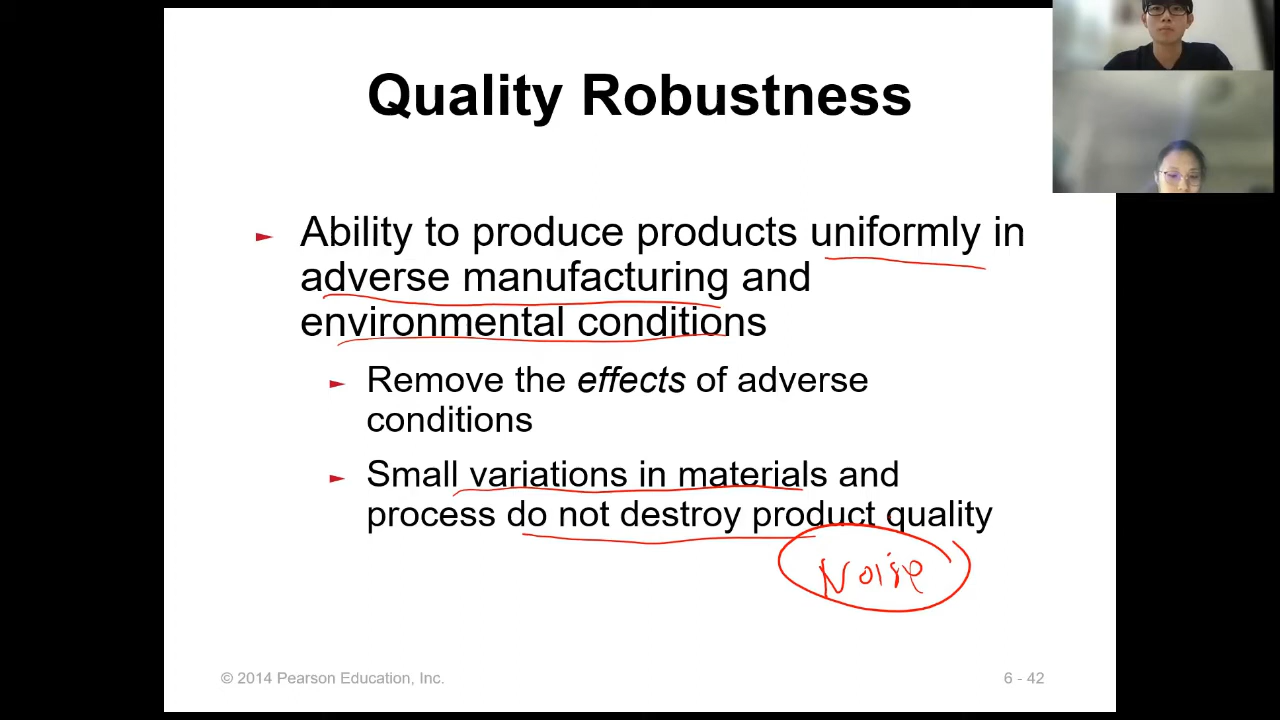 Quality Robustness
► Ability to produce products uniformly in
adverse manufacturing and
environmental conditions
► Remove the effects of adverse
conditions
► Small variations in materials and
process do not destroy product quality
Noise
© 2014 Pearson Education, Inc.
6 - 42